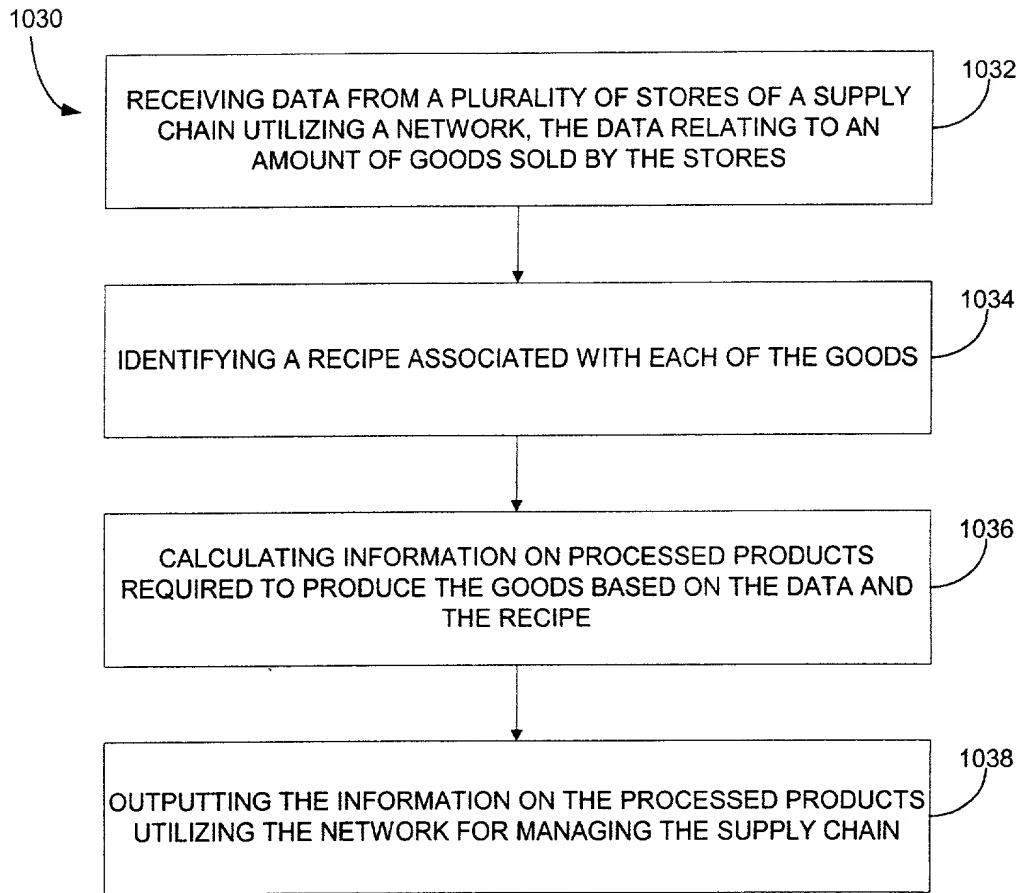 1030
1032
RECEIVING DATA FROM A PLURALITY OF STORES OF A SUPPLY
CHAIN UTILIZING A NETWORK, THE DATA RELATING TO AN
AMOUNT OF GOODS SOLD BY THE STORES
1034
IDENTIFYING A RECIPE ASSOCIATED WITH EACH OF THE GOODS
1036
CALCULATING INFORMATION ON PROCESSED PRODUCTS
REQUIRED TO PRODUCE THE GOODS BASED ON THE DATA AND
THE RECIPE
1038
OUTPUTTING THE INFORMATION ON THE PROCESSED PRODUCTS
UTILIZING THE NETWORK FOR MANAGING THE SUPPLY CHAIN